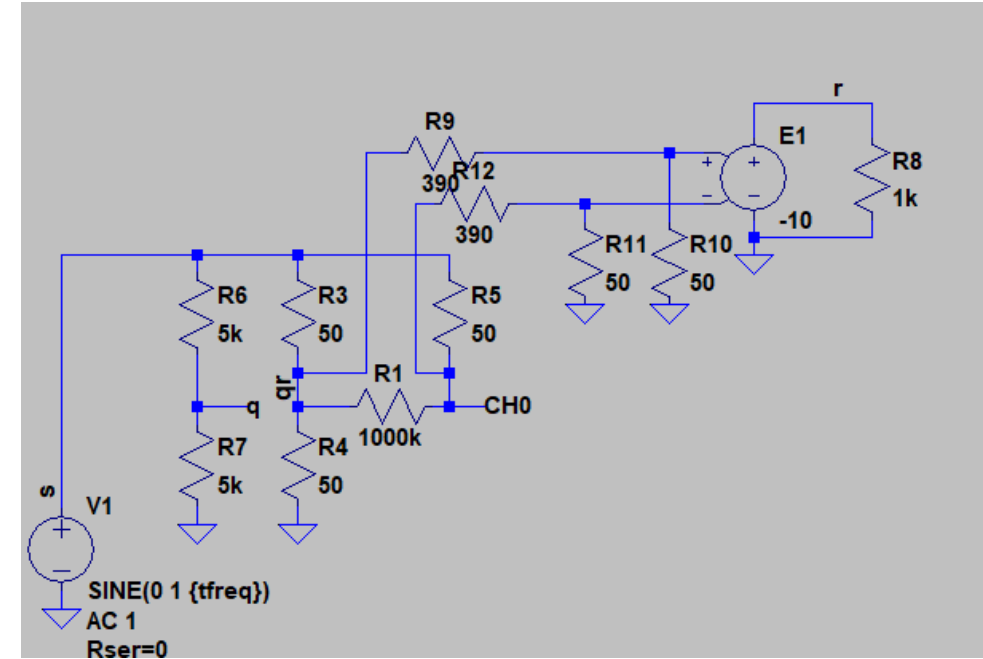 r
R9
E1
R12
R8
390
1k
390
-10
R11
R10
50
50
R6
R3
R5
5k
50
50
R1
qr
q
CH0
1000k
R7
R4
5k
50
s
V1
SINE(0 1 {tfreq})
AC 1
Rser=0